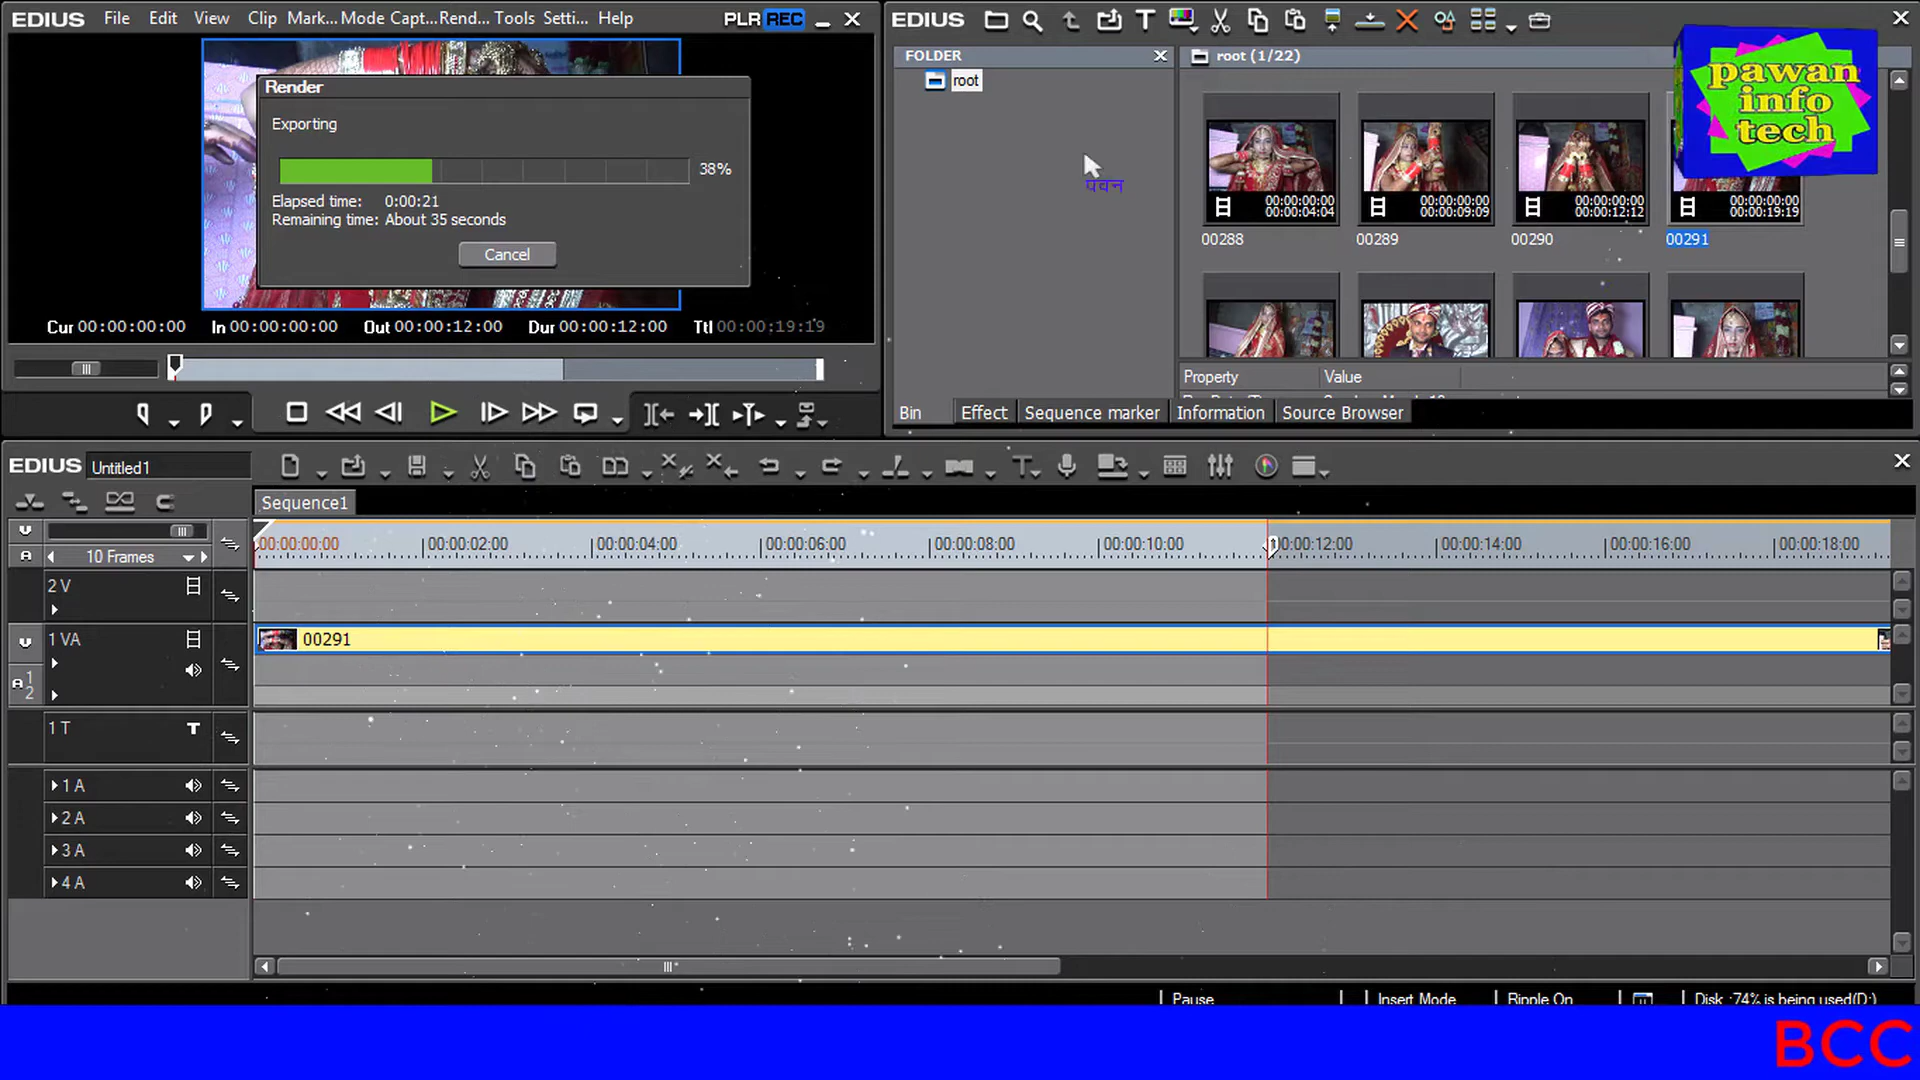 EDIUS File Edit View Clip Mark... Mode Capt... Rend... Tools Setti... Help PLR REC
Render
Exporting
38%
Elapsed time: 0:00:21
Remaining time: About 35 seconds
Cancel
Cur 00:00:00:00 In 00:00:00:00 Out 00:00:12:00 Dur 00:00:12:00 Ttl 00:00:19:19
EDIUS
FOLDER
root
root (1/22)
पवन
pawan
info
tech
00:00:00:00
00:00:04:04
00288
00:00:00:00
00:00:09:09
00289
00:00:00:00
00:00:12:12
00290
00:00:00:00
00:00:19:19
00291
Property Value
Bin Effect Sequence marker Information Source Browser
EDIUS Untitled1
Sequence1
10 Frames
00:00:00:00 00:00:02:00 00:00:04:00 00:00:06:00 00:00:08:00 00:00:10:00 00:00:12:00 00:00:14:00 00:00:16:00 00:00:18:00
2 V
1 VA
00291
A 1
2
1 T T
1 A
2 A
3 A
4 A
Pause Insert Mode Ripple On Disk :74% is being used(D:)
BCC